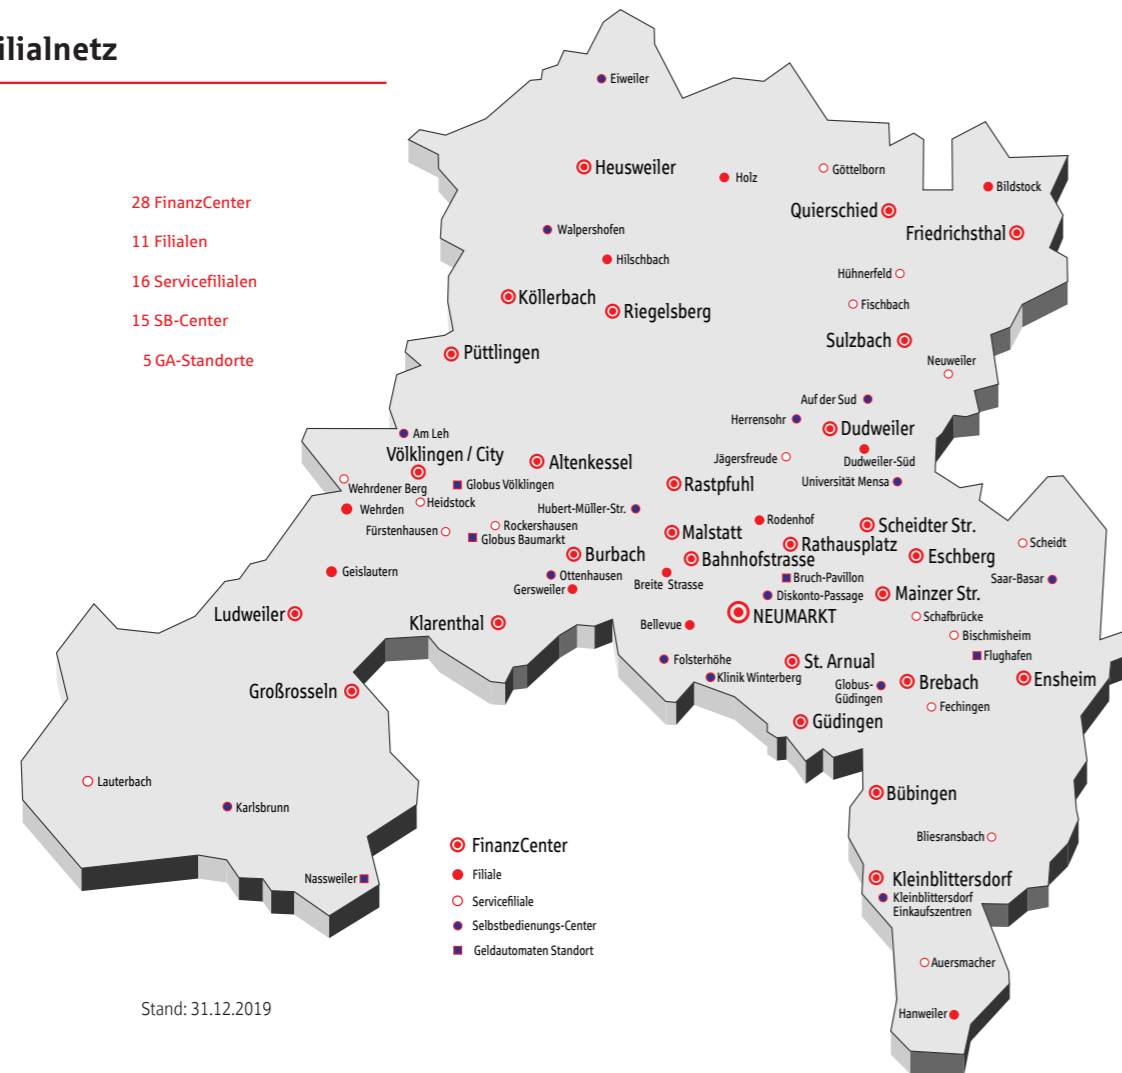 ilialnetz
28 FinanzCenter
11 Filialen
16 Servicefilialen
15 SB-Center
5 GA-Standorte
Eiweiler
Heusweiler
Holz
Göttelborn
Bildstock
Quierschied
Friedrichsthal
Walpershofen
Hilschbach
Hühnerfeld
Köllerbach
Riegelsberg
Fischbach
Sulzbach
Püttlingen
Neuweiler
Auf der Sud
Herrensohr
Dudweiler
Am Leh
Völklingen / City
Altenkessel
Jägersfreude
Dudweiler-Süd
Wehrdener Berg
Globus Völklingen
Rastpfuhl
Universität Mensa
Heidstock
Wehrden
Hubert-Müller-Str.
Fürstenhausen
Rockershausen
Globus Baumarkt
Malstatt
Rodenhof
Scheidter Str.
Rathausplatz
Scheidt
Burbach
Bahnhofstrasse
Eschberg
Geislautern
Ottenhausen
Gersweiler
Breite Strasse
Bruch-Pavillon
Saar-Basar
Diskonto-Passage
Mainzer Str.
Ludweiler
Klarenthal
Bellevue
NEUMARKT
Schafbrücke
Bischmisheim
Folsterhöhe
St. Arnual
Flughafen
Klinik Winterberg
Globus-
Güdingen
Brebach
Ensheim
Großrosseln
Fechingen
Güdingen
Lauterbach
Karlsbrunn
Bübingen
Bliesransbach
Nassweiler
Kleinblittersdorf
Kleinblittersdorf
Einkaufszentren
Auersmacher
Hanweiler
FinanzCenter
Filiale
Servicefiliale
Selbstbedienungs-Center
Geldautomaten Standort
Stand: 31.12.2019